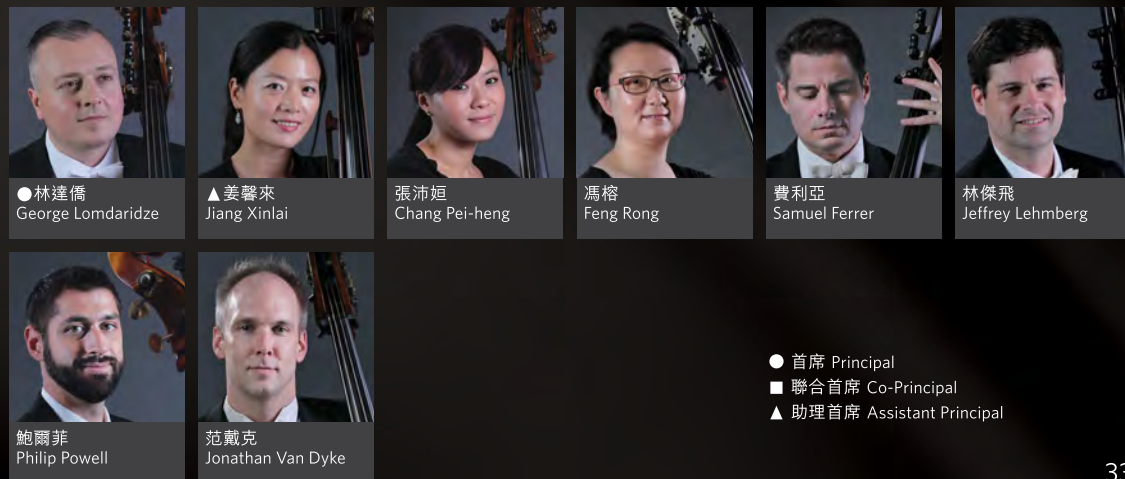 ●林達僑
George Lomdaridze
▲姜馨來
Jiang Xinlai
張沛姮
Chang Pei-heng
馮榕
Feng Rong
費利亞
Samuel Ferrer
林傑飛
Jeffrey Lehmberg
鮑爾菲
Philip Powell
范戴克
Jonathan Van Dyke
● 首席 Principal
■ 聯合首席 Co-Principal
▲ 助理首席 Assistant Principal
33